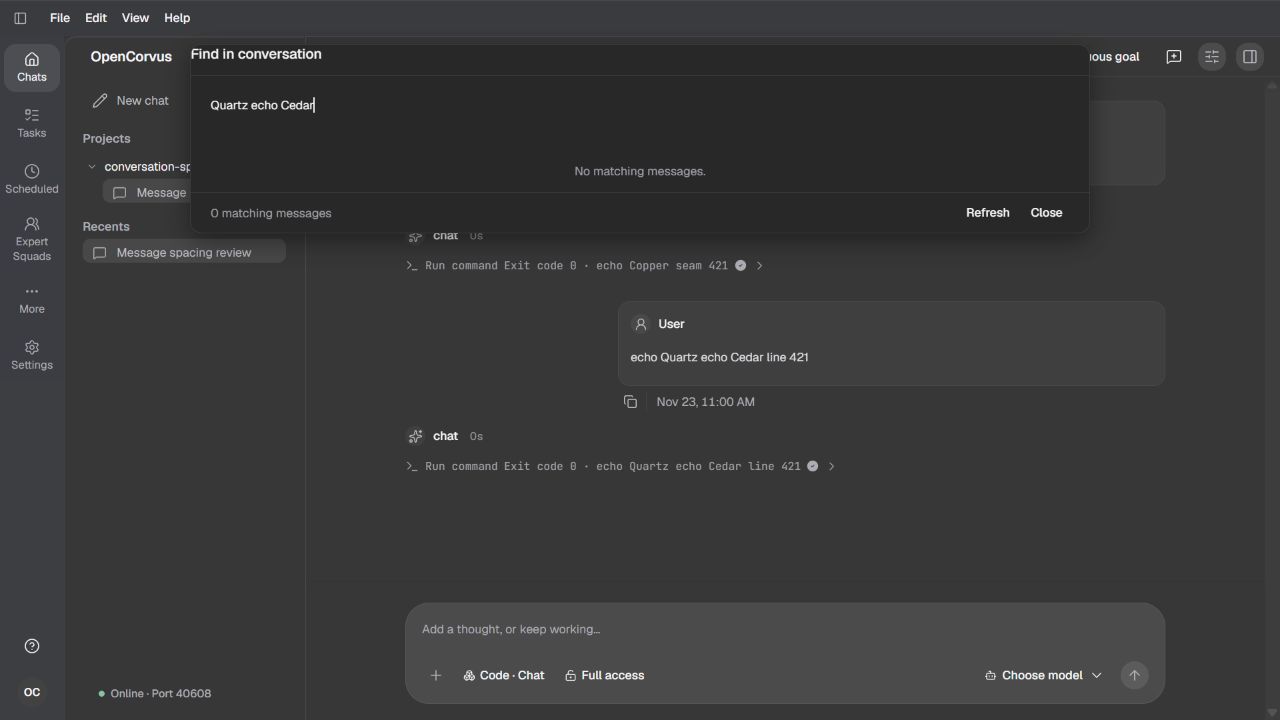 File Edit View Help
Chats
Tasks
Scheduled
Expert
Squads
More
Settings
OC
OpenCorvus
New chat
Projects
conversation-sp
Message
Recents
Message spacing review
Online · Port 40608
Find in conversation
Quartz echo Cedar
No matching messages.
0 matching messages
Refresh Close
goal
chat 0s
>_ Run command Exit code 0 · echo Copper seam 421
User
echo Quartz echo Cedar line 421
Nov 23, 11:00 AM
chat 0s
>_ Run command Exit code 0 · echo Quartz echo Cedar line 421
Add a thought, or keep working...
Code · Chat Full access Choose model